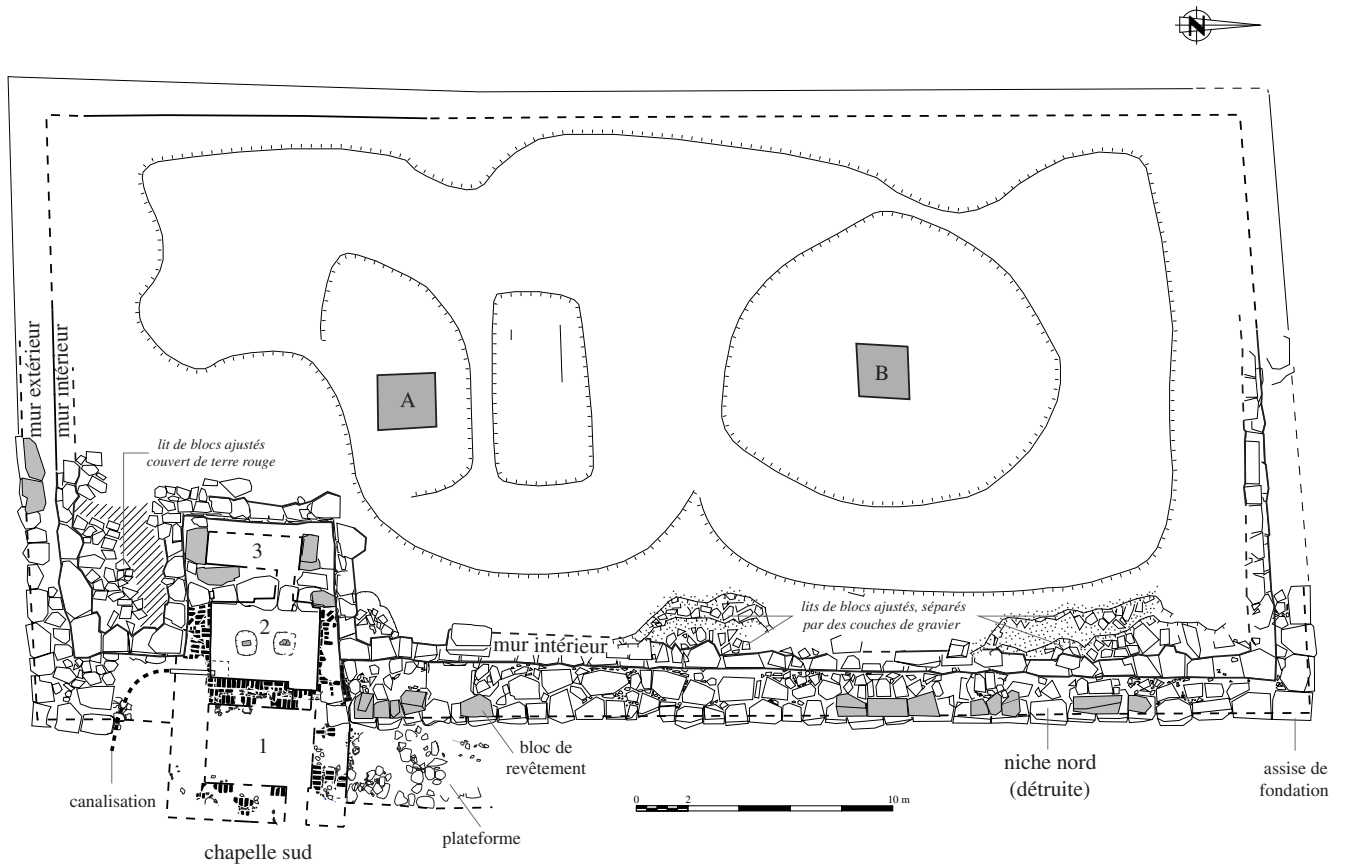 N
mur extérieur
mur intérieur
lit de blocs ajustés
couvert de terre rouge
A
B
3
2
1
lits de blocs ajustés, séparés
par des couches de gravier
mur intérieur
bloc de
revêtement
niche nord
(détruite)
assise de
fondation
canalisation
0 2 10 m
plateforme
chapelle sud